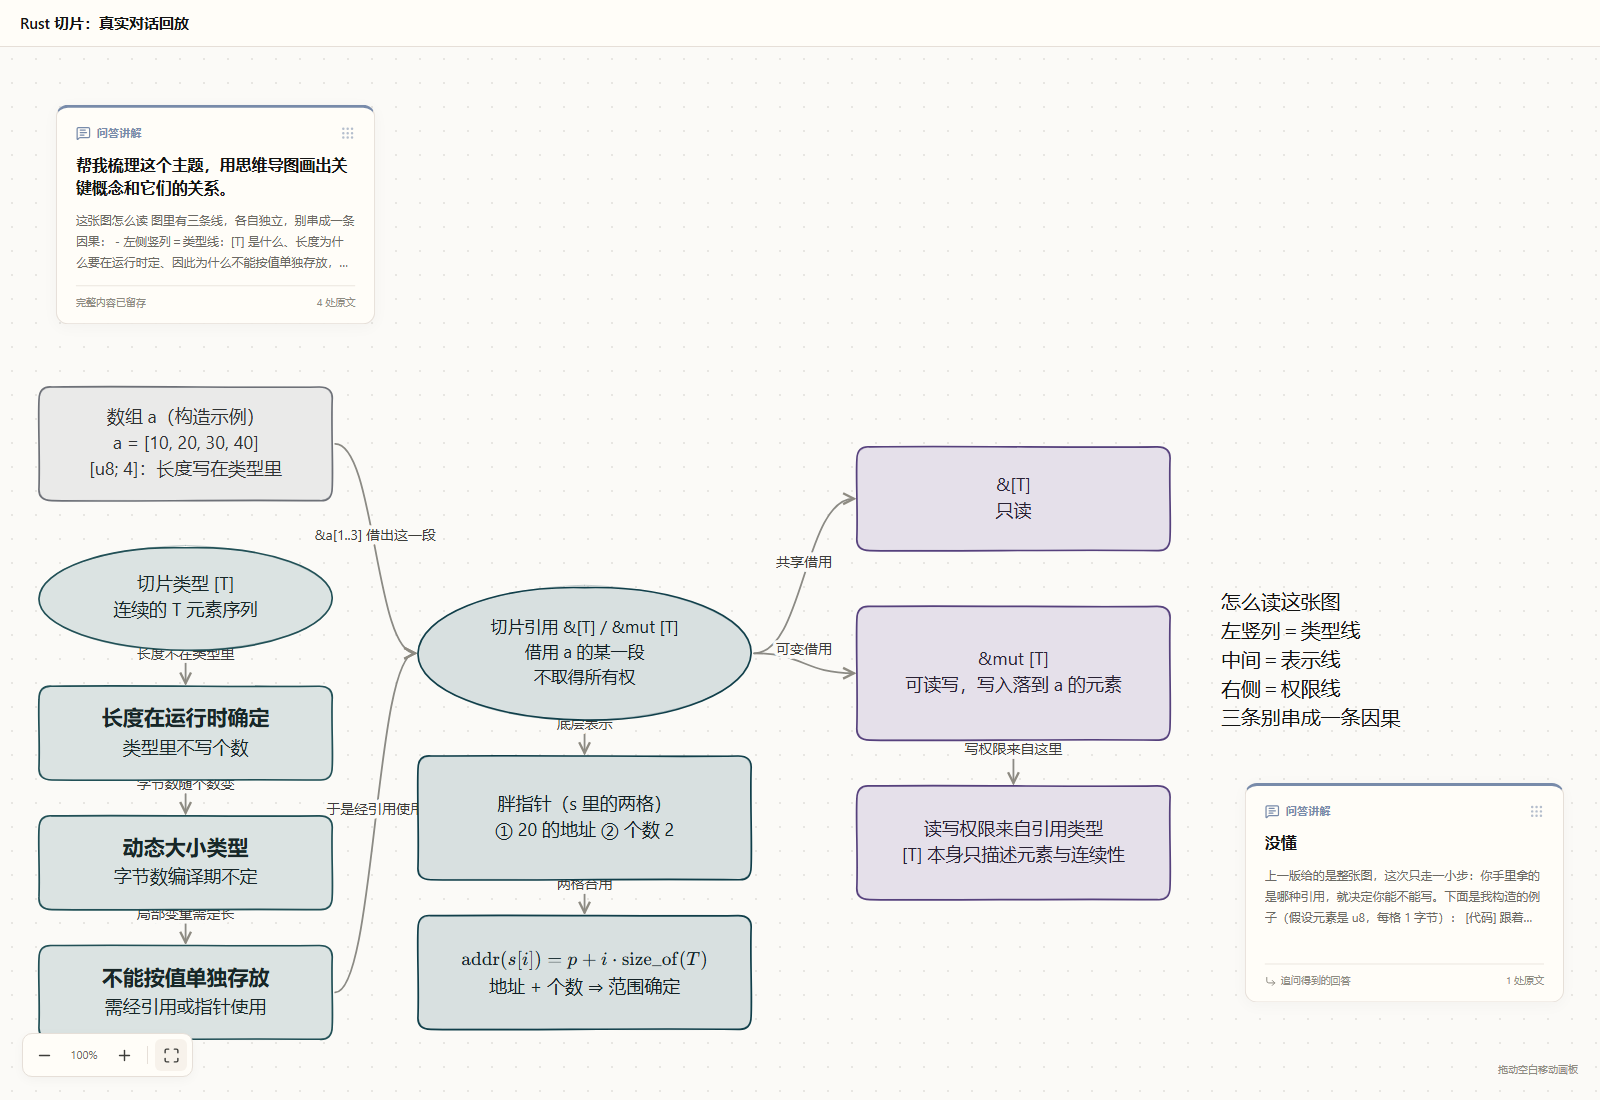 Rust 切片：真实对话回放
问答讲解
帮我梳理这个主题，用思维导图画出关
键概念和它们的关系。
这张图怎么读 图里有三条线，各自独立，别串成一条
因果： - 左侧竖列 = 类型线：[T] 是什么、长度为什
么要在运行时定、因此为什么不能按值单独存放，...
完整内容已留存
4 处原文
数组 a（构造示例）
a = [10, 20, 30, 40]
[u8; 4]：长度写在类型里
&a[1..3] 借出这一段
切片类型 [T]
连续的 T 元素序列
长度不在类型里
长度在运行时确定
类型里不写个数
字节数随个数变
动态大小类型
字节数编译期不定
局部变量需定长
不能按值单独存放
需经引用或指针使用
于是经引用使用
切片引用 &[T] / &mut [T]
借用 a 的某一段
不取得所有权
底层表示
胖指针（s 里的两格）
① 20 的地址 ② 个数 2
两格合用
addr(s[i]) = p + i · size_of(T)
地址 + 个数 ⇒ 范围确定
共享借用
&[T]
只读
可变借用
&mut [T]
可读写，写入落到 a 的元素
写权限来自这里
读写权限来自引用类型
[T] 本身只描述元素与连续性
怎么读这张图
左竖列 = 类型线
中间 = 表示线
右侧 = 权限线
三条别串成一条因果
问答讲解
没懂
上一版给的是整张图，这次只走一小步：你手里拿的
是哪种引用，就决定你能不能写。下面是我构造的例
子（假设元素是 u8，每格 1 字节）： [代码] 跟着...
追问得到的回答
1 处原文
100%
拖动空白移动画板